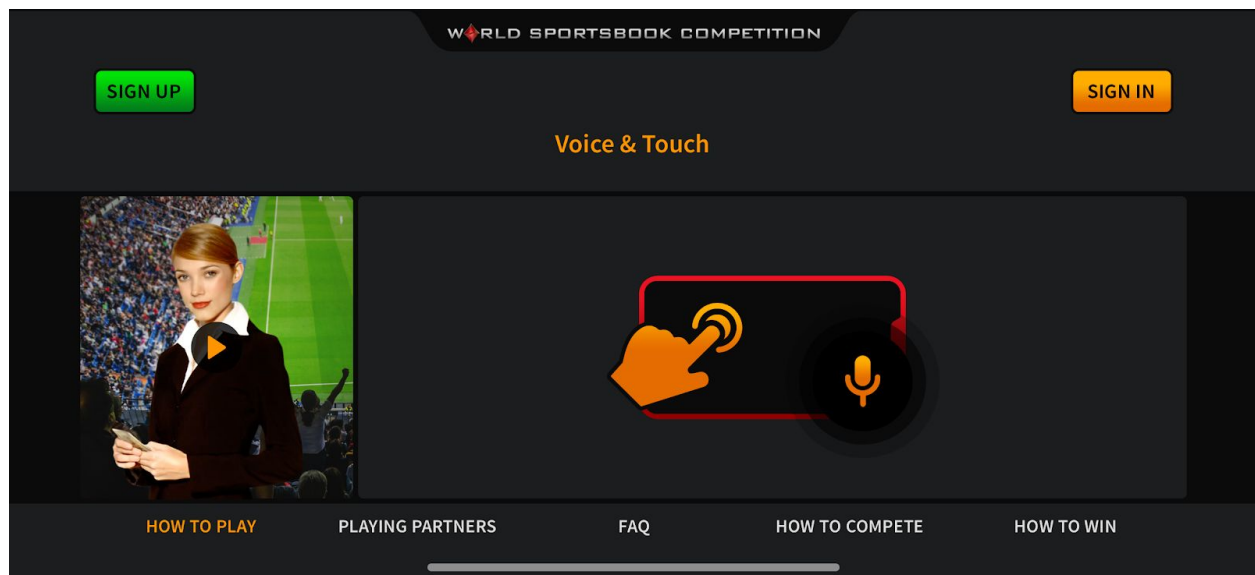 WORLD SPORTSBOOK COMPETITION
SIGN UP
SIGN IN
Voice & Touch
HOW TO PLAY
PLAYING PARTNERS
FAQ
HOW TO COMPETE
HOW TO WIN